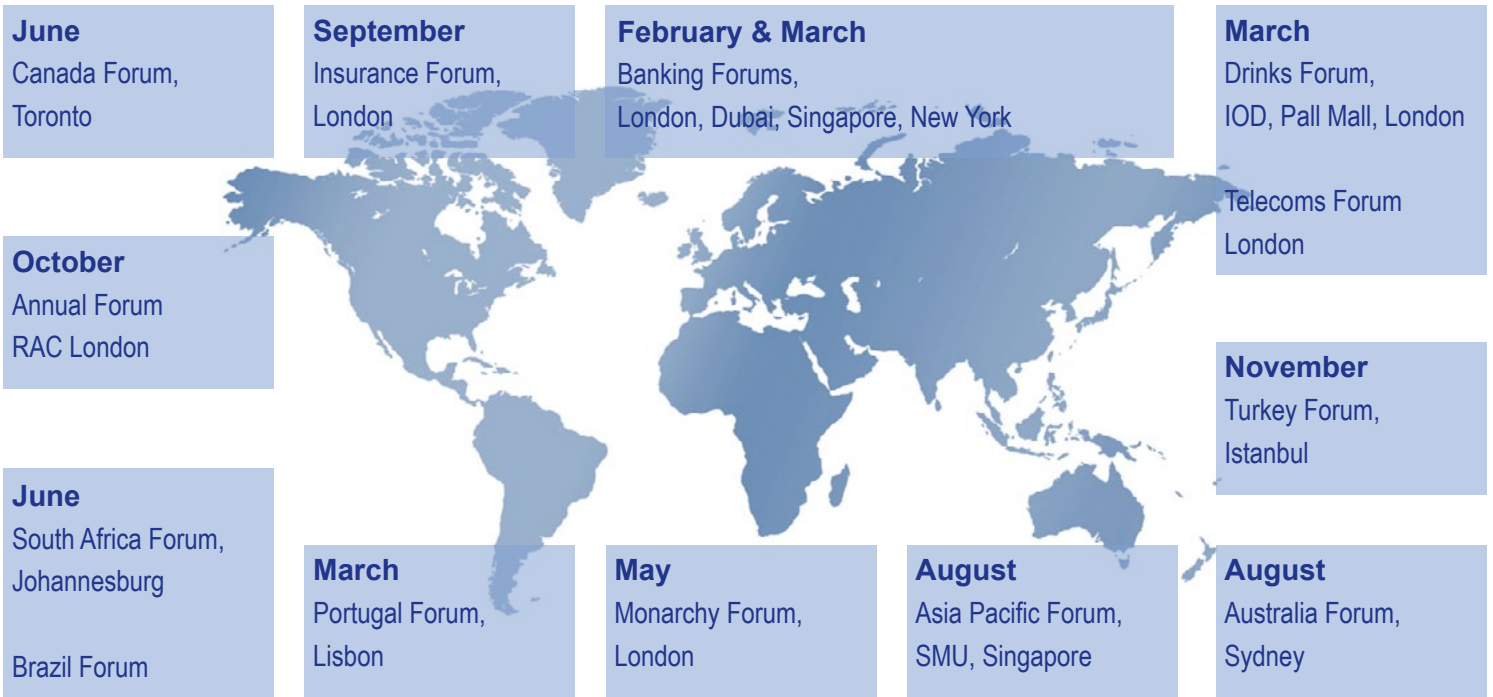 June
Canada Forum,
Toronto
September
Insurance Forum,
London
February & March
Banking Forums,
London, Dubai, Singapore, New York
March
Drinks Forum,
IOD, Pall Mall, London
Telecoms Forum
London
October
Annual Forum
RAC London
November
Turkey Forum,
Istanbul
June
South Africa Forum,
Johannesburg
Brazil Forum
March
Portugal Forum,
Lisbon
May
Monarchy Forum,
London
August
Asia Pacific Forum,
SMU, Singapore
August
Australia Forum,
Sydney